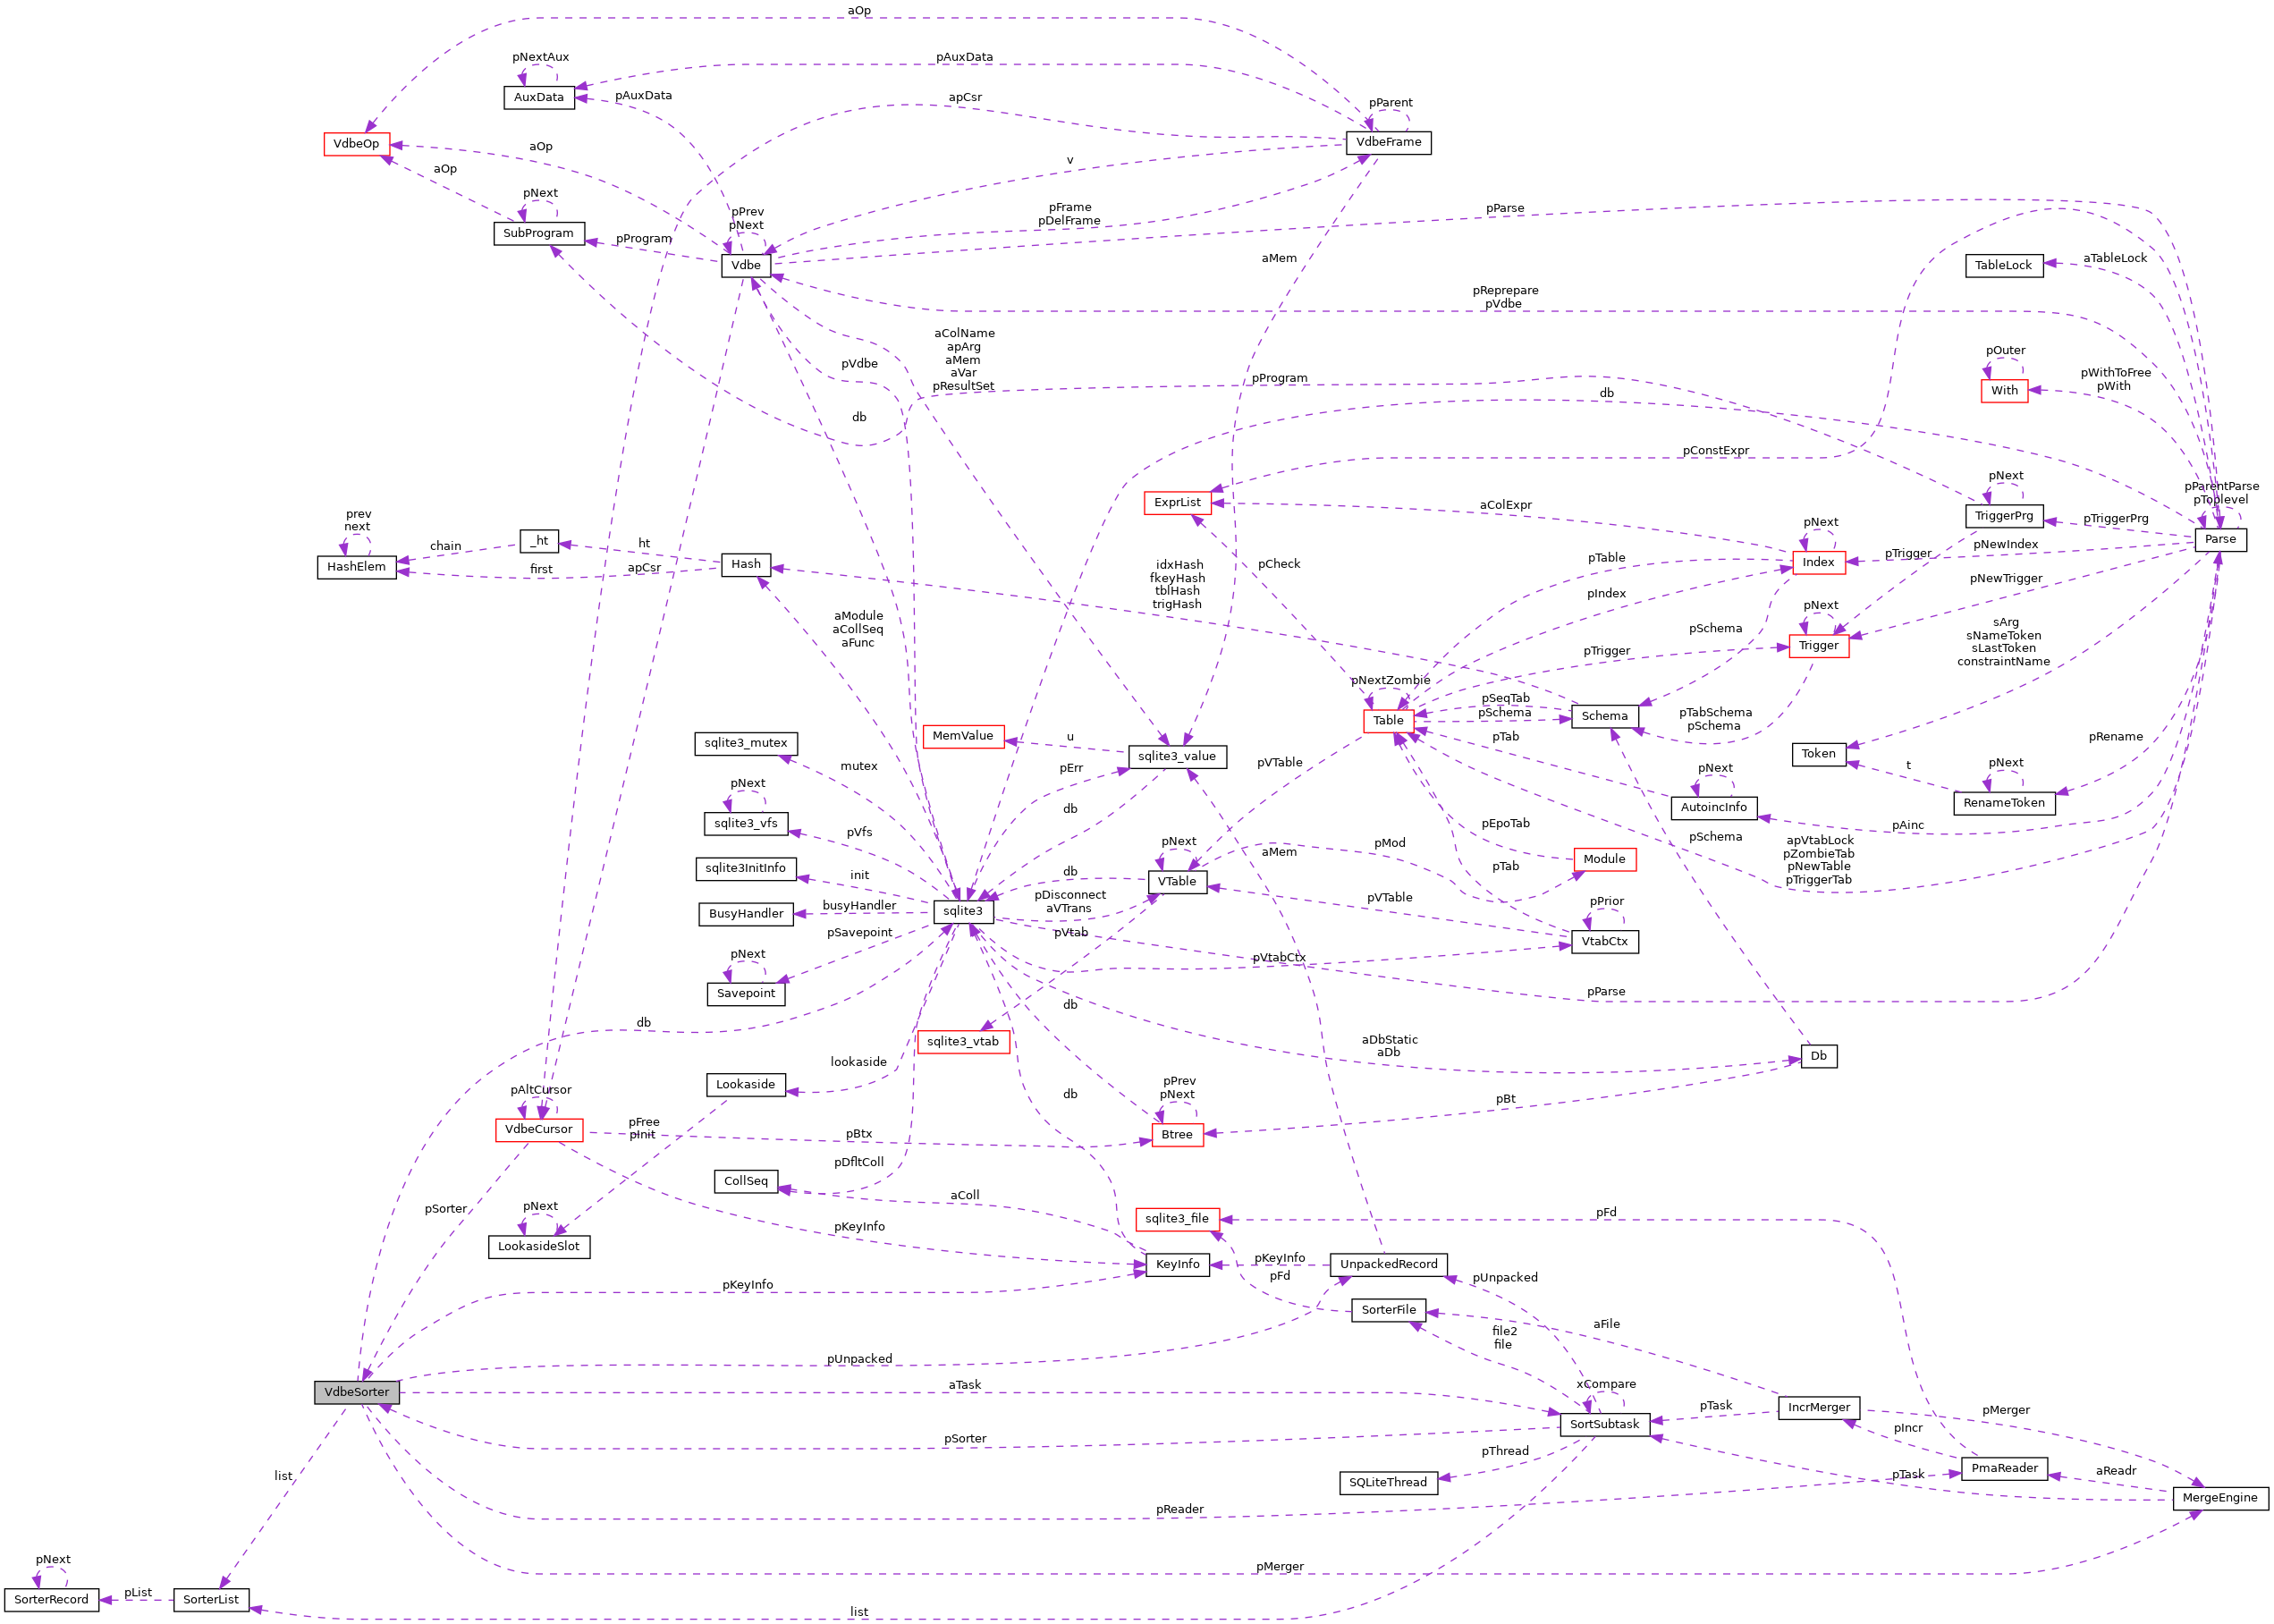 aOp
pNextAux
pAuxData
AuxData
pAuxData
apCsr
pParent
VdbeOp
VdbeFrame
aOp
aOp
v
pNext
SubProgram
pProgram
pPrev
pNext
Vdbe
pFrame
pDelFrame
pParse
aMem
TableLock
aTableLock
pReprepare
pVdbe
aColName
apArg
aMem
aVar
pResultSet
pVdbe
pProgram
db
db
pOuter
With
pWithToFree
pWith
pConstExpr
ExprList
aColExpr
pNext
TriggerPrg
pTriggerPrg
pParentParse
pToplevel
Parse
prev
next
HashElem
chain
_ht
ht
first
Hash
apCsr
idxHash
fkeyHash
tblHash
trigHash
pCheck
pTable
pIndex
pNext
Index
pTrigger
pNewIndex
pNewTrigger
aModule
aCollSeq
aFunc
pNext
Trigger
pTrigger
pSchema
sArg
sNameToken
sLastToken
constraintName
pNextZombie
Table
pSeqTab
pSchema
Schema
pTabSchema
pSchema
MemValue
u
sqlite3_value
sqlite3_mutex
mutex
pErr
pVTable
pTab
Token
t
pRename
pNext
RenameToken
pNext
AutoincInfo
pAinc
pNext
sqlite3_vfs
pVfs
db
pEpoTab
pMod
pTab
Module
pSchema
apVtabLock
pZombieTab
pNewTable
pTriggerTab
aMem
sqlite3InitInfo
init
db
pNext
VTable
BusyHandler
busyHandler
sqlite3
pDisconnect
aVTrans
pVTable
pPrior
VtabCtx
pSavepoint
pVtab
pVtabCtx
pNext
Savepoint
pParse
db
db
sqlite3_vtab
aDbStatic
aDb
Db
lookaside
Lookaside
pAltCursor
VdbeCursor
pFree
pInit
pBtx
db
pPrev
pNext
Btree
pBt
pDfltColl
CollSeq
aColl
pSorter
pNext
LookasideSlot
pKeyInfo
sqlite3_file
pFd
KeyInfo
pKeyInfo
UnpackedRecord
pFd
pUnpacked
pKeyInfo
SorterFile
file2
file
aFile
pUnpacked
VdbeSorter
aTask
xCompare
SortSubtask
pTask
IncrMerger
pMerger
pIncr
pSorter
pThread
SQLiteThread
PmaReader
pTask
aReadr
MergeEngine
list
pReader
pMerger
pNext
SorterRecord
pList
SorterList
list